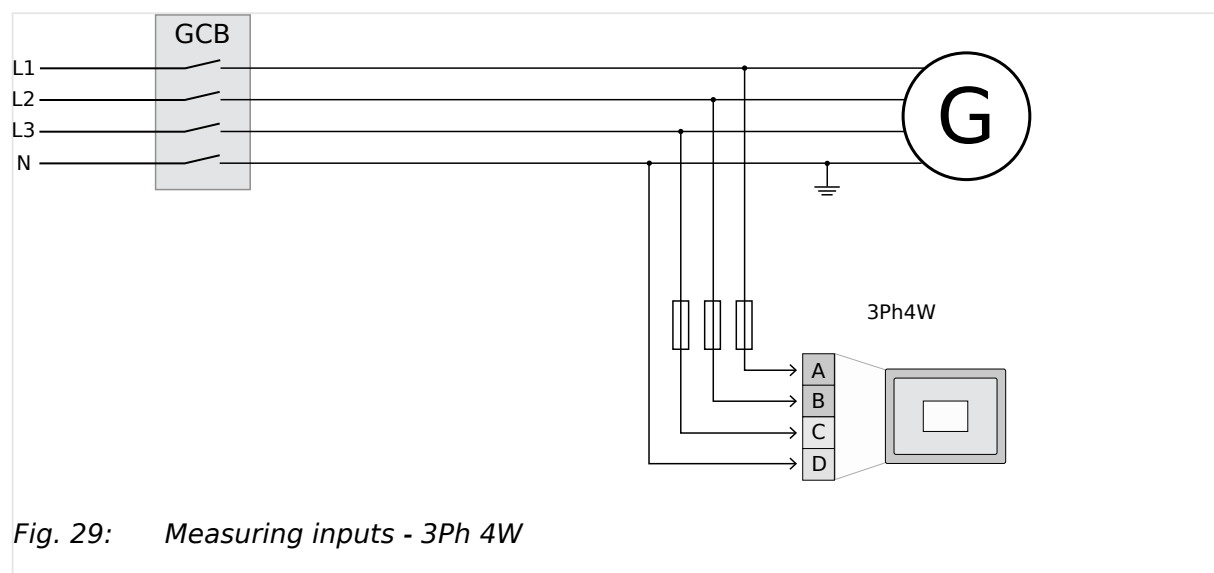 GCB
L1
L2
L3
N
G
3Ph4W
A
B
C
D
Fig. 29: Measuring inputs - 3Ph 4W